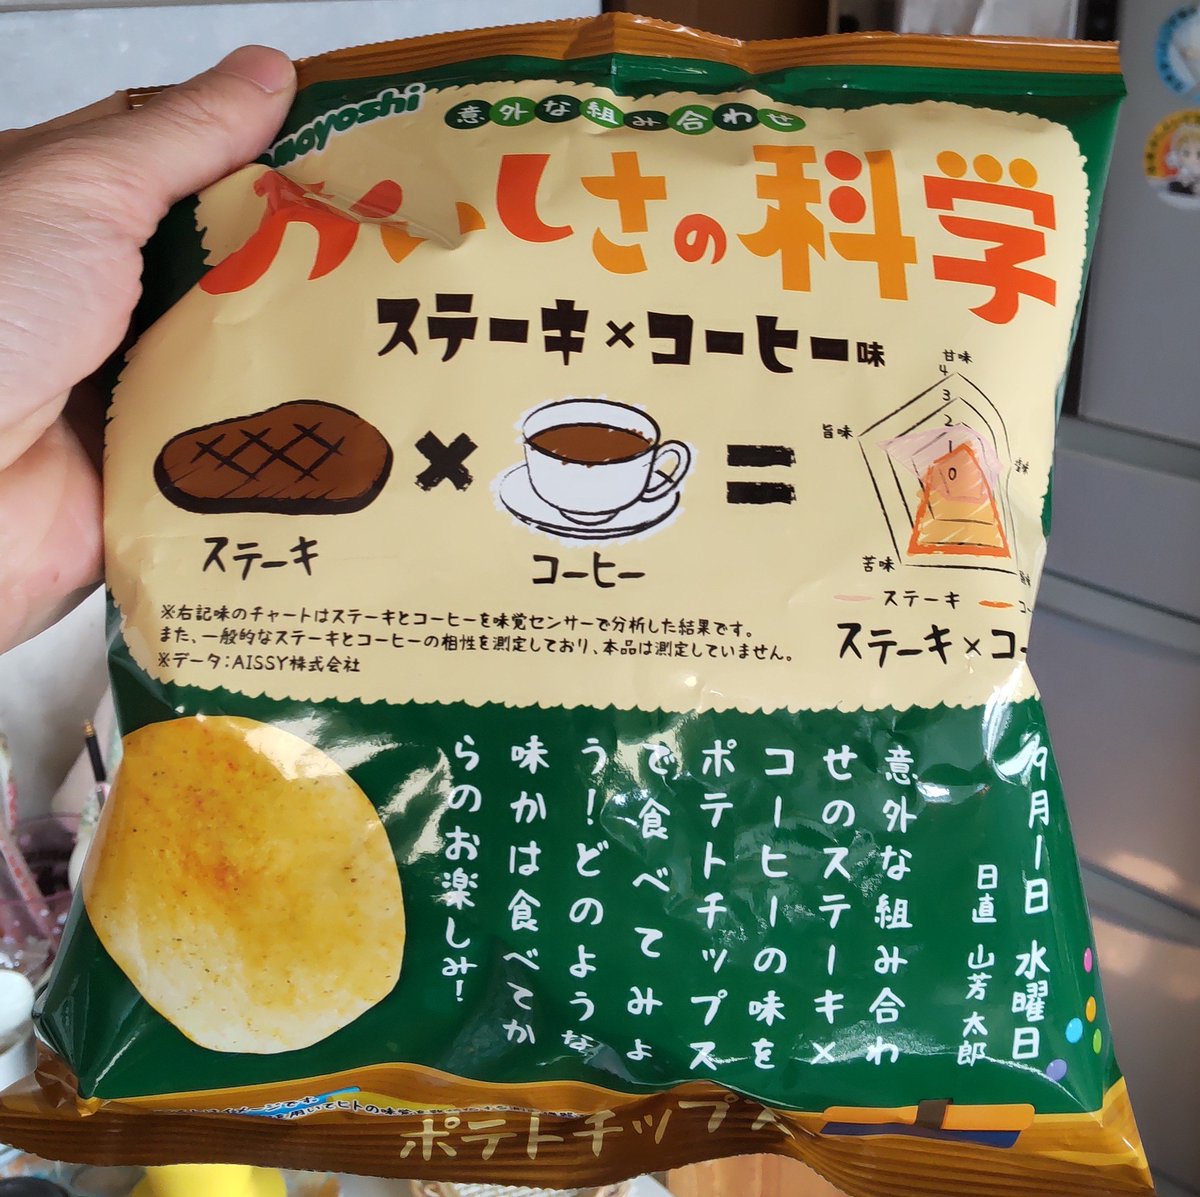 意外な組み合わせ
おいしさの科学
ステーキ×コーヒー味
甘味
4
3
2
1
0
旨味
苦味
ステーキ
コーヒー
ステーキ
ステーキ×コー
※右記味のチャートはステーキとコーヒーを味覚センサーで分析した結果です。
また、一般的なステーキとコーヒーの相性を測定しており、本品は測定していません。
※データ:AISSY株式会社
9月1日 水曜日
日直 山芳太郎
意外な組み合わ
せのステーキ×
コーヒーの味を
ポテトチップス
で食べてみよ
う!どのような
味かは食べてか
らのお楽しみ!
ポテトチップス